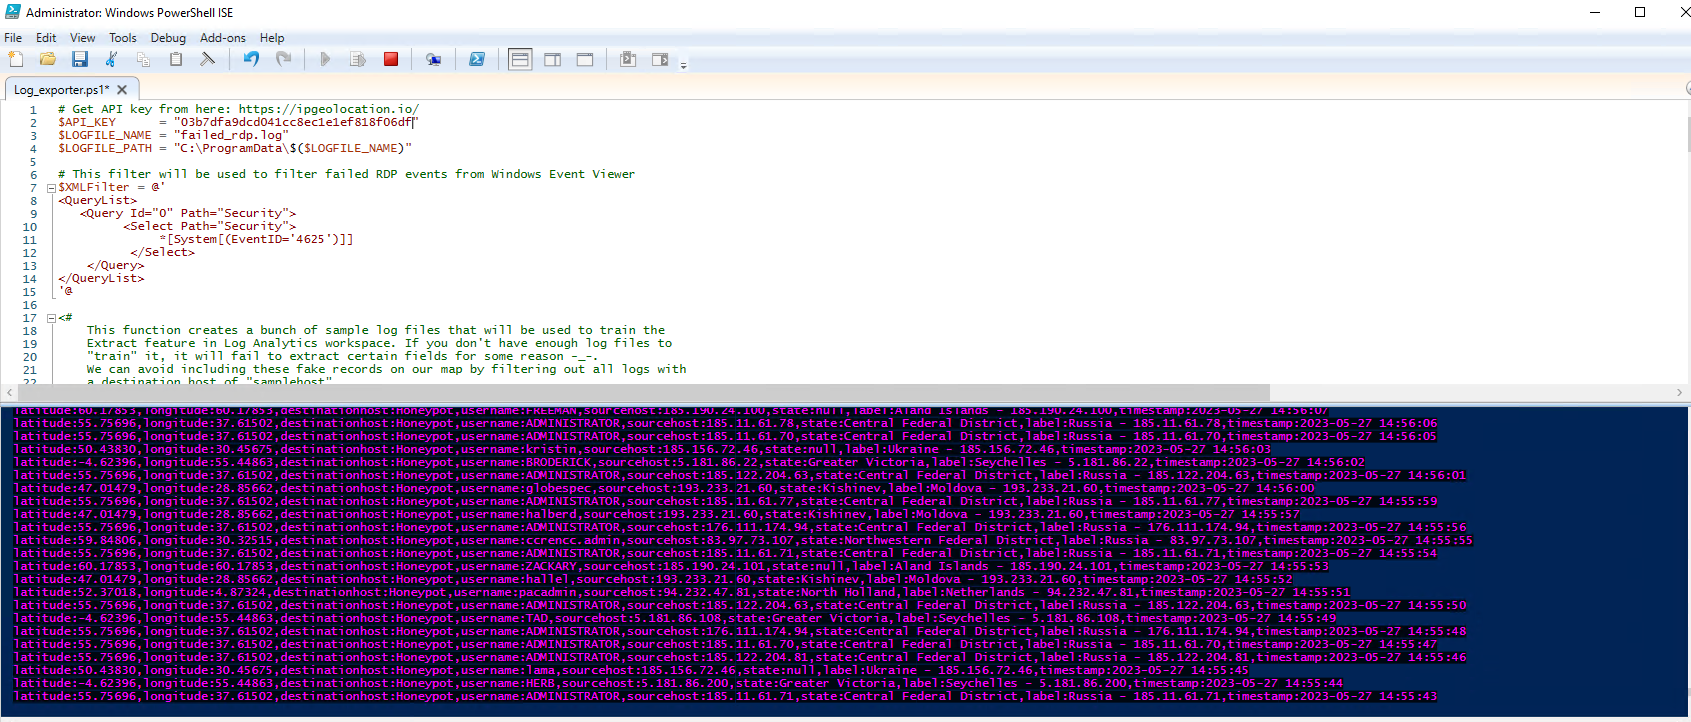 Administrator: Windows PowerShell ISE
File Edit View Tools Debug Add-ons Help
Log_exporter.ps1*
1 # Get API key from here: https://ipgeolocation.io/
2 $API_KEY = "03b7dfa9dcd041cc8ec1e1ef818f06df"
3 $LOGFILE_NAME = "failed_rdp.log"
4 $LOGFILE_PATH = "C:\ProgramData\$($LOGFILE_NAME)"
5
6 # This filter will be used to filter failed RDP events from Windows Event Viewer
7 $XMLFilter = @'
8 <QueryList>
9 <Query Id="0" Path="Security">
10 <Select Path="Security">
11 *[System[(EventID='4625')]]
12 </Select>
13 </Query>
14 </QueryList>
15 '@
16
17 <#
18 This function creates a bunch of sample log files that will be used to train the
19 Extract feature in Log Analytics workspace. If you don't have enough log files to
20 "train" it, it will fail to extract certain fields for some reason -_-.
21 We can avoid including these fake records on our map by filtering out all logs with
22 a destination host of "samplehost"
latitude:60.17853,longitude:60.17853,destinationhost:Honeypot,username:FREEMAN,sourcehost:185.190.24.100,state:null,label:Aland Islands - 185.190.24.100,timestamp:2023-05-27 14:56:07
latitude:55.75696,longitude:37.61502,destinationhost:Honeypot,username:ADMINISTRATOR,sourcehost:185.11.61.78,state:Central Federal District,label:Russia - 185.11.61.78,timestamp:2023-05-27 14:56:06
latitude:55.75696,longitude:37.61502,destinationhost:Honeypot,username:ADMINISTRATOR,sourcehost:185.11.61.70,state:Central Federal District,label:Russia - 185.11.61.70,timestamp:2023-05-27 14:56:05
latitude:50.43830,longitude:30.45675,destinationhost:Honeypot,username:kristin,sourcehost:185.156.72.46,state:null,label:Ukraine - 185.156.72.46,timestamp:2023-05-27 14:56:03
latitude:-4.62396,longitude:55.44863,destinationhost:Honeypot,username:BRODERICK,sourcehost:5.181.86.22,state:Greater Victoria,label:Seychelles - 5.181.86.22,timestamp:2023-05-27 14:56:02
latitude:55.75696,longitude:37.61502,destinationhost:Honeypot,username:ADMINISTRATOR,sourcehost:185.122.204.63,state:Central Federal District,label:Russia - 185.122.204.63,timestamp:2023-05-27 14:56:01
latitude:47.01479,longitude:28.85662,destinationhost:Honeypot,username:globespec,sourcehost:193.233.21.60,state:Kishinev,label:Moldova - 193.233.21.60,timestamp:2023-05-27 14:56:00
latitude:55.75696,longitude:37.61502,destinationhost:Honeypot,username:ADMINISTRATOR,sourcehost:185.11.61.77,state:Central Federal District,label:Russia - 185.11.61.77,timestamp:2023-05-27 14:55:59
latitude:47.01479,longitude:28.85662,destinationhost:Honeypot,username:halberd,sourcehost:193.233.21.60,state:Kishinev,label:Moldova - 193.233.21.60,timestamp:2023-05-27 14:55:57
latitude:55.75696,longitude:37.61502,destinationhost:Honeypot,username:ADMINISTRATOR,sourcehost:176.111.174.94,state:Central Federal District,label:Russia - 176.111.174.94,timestamp:2023-05-27 14:55:56
latitude:59.84806,longitude:30.32515,destinationhost:Honeypot,username:ccrencc.admin,sourcehost:83.97.73.107,state:Northwestern Federal District,label:Russia - 83.97.73.107,timestamp:2023-05-27 14:55:55
latitude:55.75696,longitude:37.61502,destinationhost:Honeypot,username:ADMINISTRATOR,sourcehost:185.11.61.71,state:Central Federal District,label:Russia - 185.11.61.71,timestamp:2023-05-27 14:55:54
latitude:60.17853,longitude:60.17853,destinationhost:Honeypot,username:ZACKARY,sourcehost:185.190.24.101,state:null,label:Aland Islands - 185.190.24.101,timestamp:2023-05-27 14:55:53
latitude:47.01479,longitude:28.85662,destinationhost:Honeypot,username:hallel,sourcehost:193.233.21.60,state:Kishinev,label:Moldova - 193.233.21.60,timestamp:2023-05-27 14:55:52
latitude:52.37018,longitude:4.87324,destinationhost:Honeypot,username:pacadmin,sourcehost:94.232.47.81,state:North Holland,label:Netherlands - 94.232.47.81,timestamp:2023-05-27 14:55:51
latitude:55.75696,longitude:37.61502,destinationhost:Honeypot,username:ADMINISTRATOR,sourcehost:185.122.204.63,state:Central Federal District,label:Russia - 185.122.204.63,timestamp:2023-05-27 14:55:50
latitude:-4.62396,longitude:55.44863,destinationhost:Honeypot,username:TAD,sourcehost:5.181.86.108,state:Greater Victoria,label:Seychelles - 5.181.86.108,timestamp:2023-05-27 14:55:49
latitude:55.75696,longitude:37.61502,destinationhost:Honeypot,username:ADMINISTRATOR,sourcehost:176.111.174.94,state:Central Federal District,label:Russia - 176.111.174.94,timestamp:2023-05-27 14:55:48
latitude:55.75696,longitude:37.61502,destinationhost:Honeypot,username:ADMINISTRATOR,sourcehost:185.11.61.70,state:Central Federal District,label:Russia - 185.11.61.70,timestamp:2023-05-27 14:55:47
latitude:55.75696,longitude:37.61502,destinationhost:Honeypot,username:ADMINISTRATOR,sourcehost:185.122.204.81,state:Central Federal District,label:Russia - 185.122.204.81,timestamp:2023-05-27 14:55:46
latitude:50.43830,longitude:30.45675,destinationhost:Honeypot,username:lama,sourcehost:185.156.72.46,state:null,label:Ukraine - 185.156.72.46,timestamp:2023-05-27 14:55:45
latitude:-4.62396,longitude:55.44863,destinationhost:Honeypot,username:HERB,sourcehost:5.181.86.200,state:Greater Victoria,label:Seychelles - 5.181.86.200,timestamp:2023-05-27 14:55:44
latitude:55.75696,longitude:37.61502,destinationhost:Honeypot,username:ADMINISTRATOR,sourcehost:185.11.61.71,state:Central Federal District,label:Russia - 185.11.61.71,timestamp:2023-05-27 14:55:43